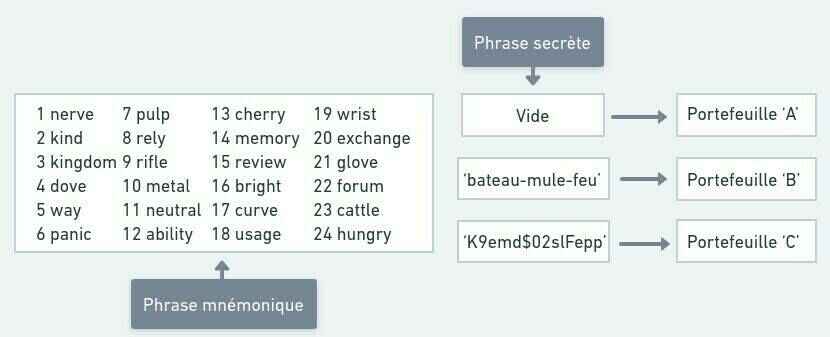 Phrase secrète
1 nerve 7 pulp 13 cherry 19 wrist
2 kind 8 rely 14 memory 20 exchange
3 kingdom 9 rifle 15 review 21 glove
4 dove 10 metal 16 bright 22 forum
5 way 11 neutral 17 curve 23 cattle
6 panic 12 ability 18 usage 24 hungry
Vide
Portefeuille ‘A’
‘bateau-mule-feu’
Portefeuille ‘B’
‘K9emd$02slFepp’
Portefeuille ‘C’
Phrase mnémonique